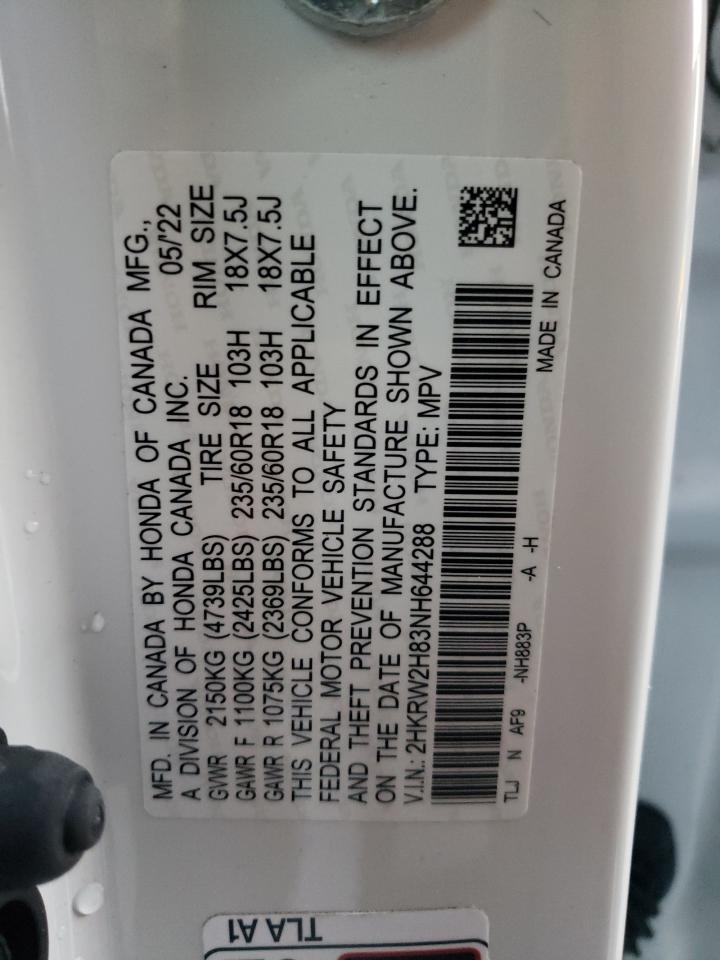 MFD. IN CANADA BY HONDA OF CANADA MFG.,
A DIVISION OF HONDA CANADA INC. 05/'22
GVWR 2150KG (4739LBS) TIRE SIZE RIM SIZE
GAWR F 1100KG (2425LBS) 235/60R18 103H 18X7.5J
GAWR R 1075KG (2369LBS) 235/60R18 103H 18X7.5J
THIS VEHICLE CONFORMS TO ALL APPLICABLE
FEDERAL MOTOR VEHICLE SAFETY
AND THEFT PREVENTION STANDARDS IN EFFECT
ON THE DATE OF MANUFACTURE SHOWN ABOVE.
V.I.N.: 2HKRW2H83NH644288 TYPE: MPV
TLJ N AF9 -NH883P -A -H
MADE IN CANADA
TLA A1